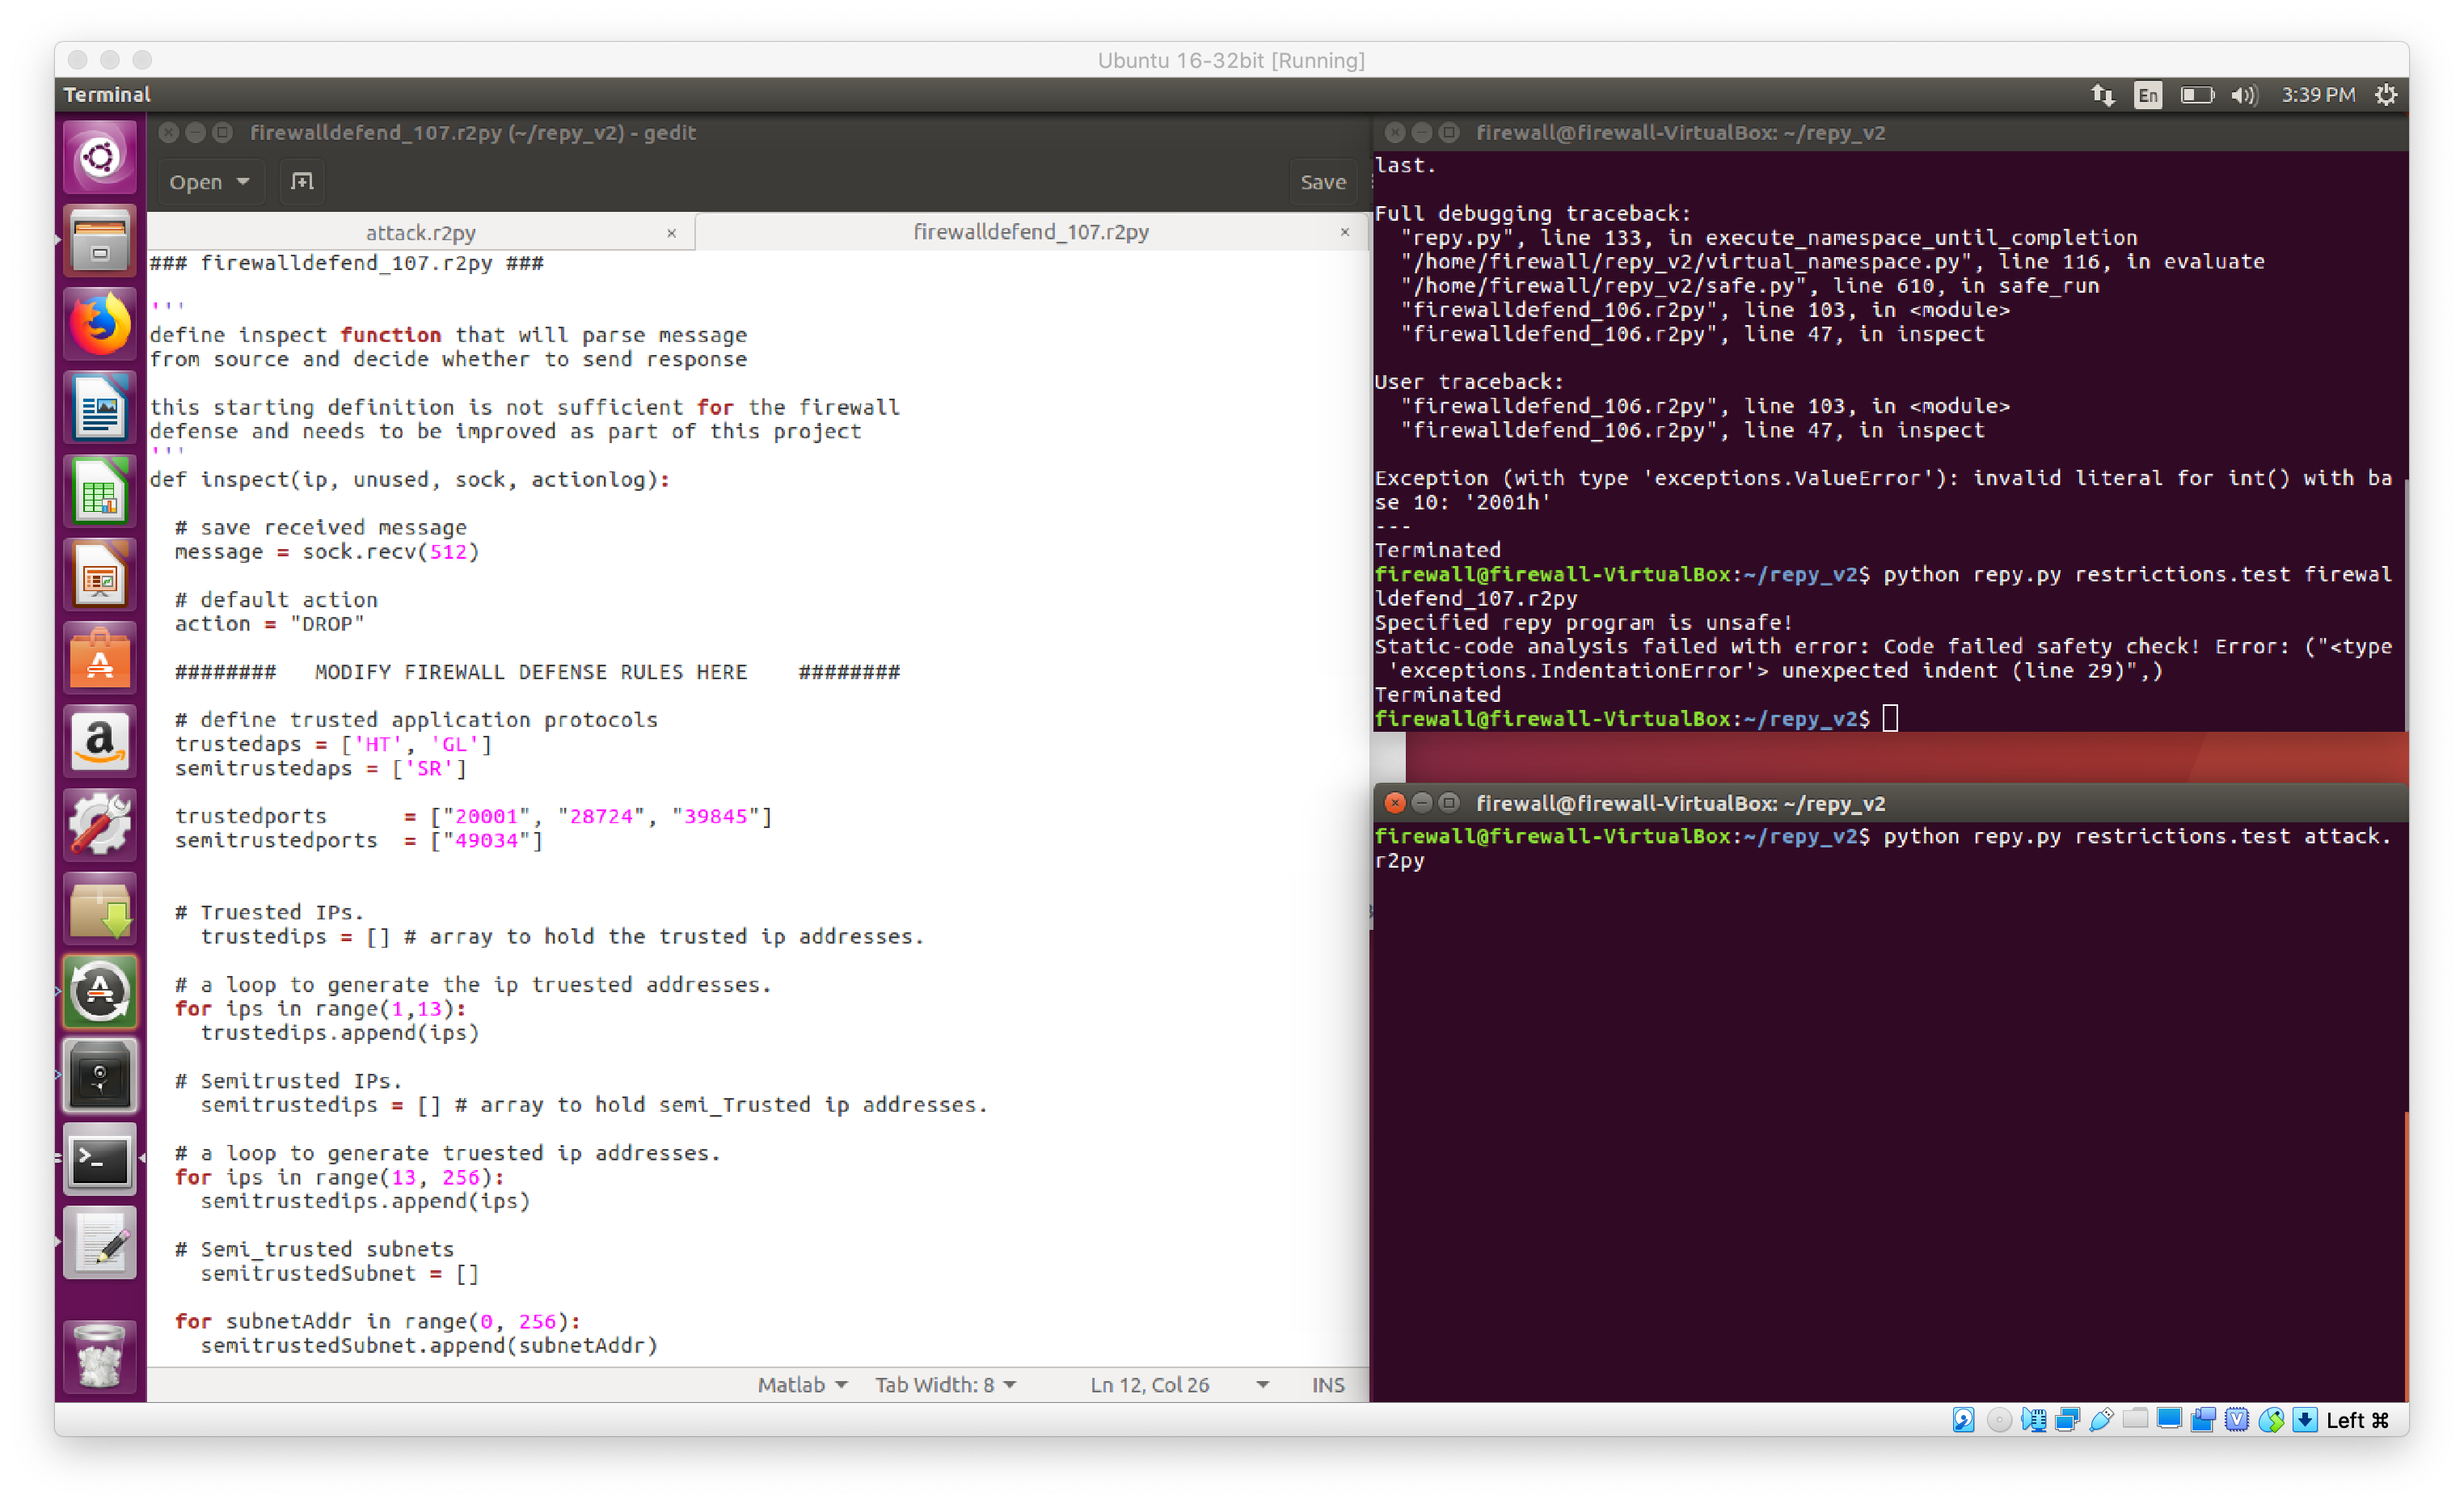 Ubuntu 16-32bit [Running]
Terminal
En
3:39 PM
firewalldefend_107.r2py (~/repy_v2) - gedit
Open
Save
attack.r2py ×
firewalldefend_107.r2py ×
### firewalldefend_107.r2py ###
'''
define inspect function that will parse message
from source and decide whether to send response
this starting definition is not sufficient for the firewall
defense and needs to be improved as part of this project
'''
def inspect(ip, unused, sock, actionlog):
# save received message
message = sock.recv(512)
# default action
action = "DROP"
######## MODIFY FIREWALL DEFENSE RULES HERE ########
# define trusted application protocols
trustedaps = ['HT', 'GL']
semitrustedaps = ['SR']
trustedports = ["20001", "28724", "39845"]
semitrustedports = ["49034"]
# Truested IPs.
trustedips = [] # array to hold the trusted ip addresses.
# a loop to generate the ip truested addresses.
for ips in range(1,13):
trustedips.append(ips)
# Semitrusted IPs.
semitrustedips = [] # array to hold semi_Trusted ip addresses.
# a loop to generate truested ip addresses.
for ips in range(13, 256):
semitrustedips.append(ips)
# Semi_trusted subnets
semitrustedSubnet = []
for subnetAddr in range(0, 256):
semitrustedSubnet.append(subnetAddr)
Matlab
Tab Width: 8
Ln 12, Col 26
INS
firewall@firewall-VirtualBox: ~/repy_v2
last.
Full debugging traceback:
"repy.py", line 133, in execute_namespace_until_completion
"/home/firewall/repy_v2/virtual_namespace.py", line 116, in evaluate
"/home/firewall/repy_v2/safe.py", line 610, in safe_run
"firewalldefend_106.r2py", line 103, in <module>
"firewalldefend_106.r2py", line 47, in inspect
User traceback:
"firewalldefend_106.r2py", line 103, in <module>
"firewalldefend_106.r2py", line 47, in inspect
Exception (with type 'exceptions.ValueError'): invalid literal for int() with ba
se 10: '2001h'
---
Terminated
firewall@firewall-VirtualBox:~/repy_v2$ python repy.py restrictions.test firewal
ldefend_107.r2py
Specified repy program is unsafe!
Static-code analysis failed with error: Code failed safety check! Error: ("<type
'exceptions.IndentationError'> unexpected indent (line 29)",)
Terminated
firewall@firewall-VirtualBox:~/repy_v2$
firewall@firewall-VirtualBox: ~/repy_v2
firewall@firewall-VirtualBox:~/repy_v2$ python repy.py restrictions.test attack.
r2py
Left ⌘